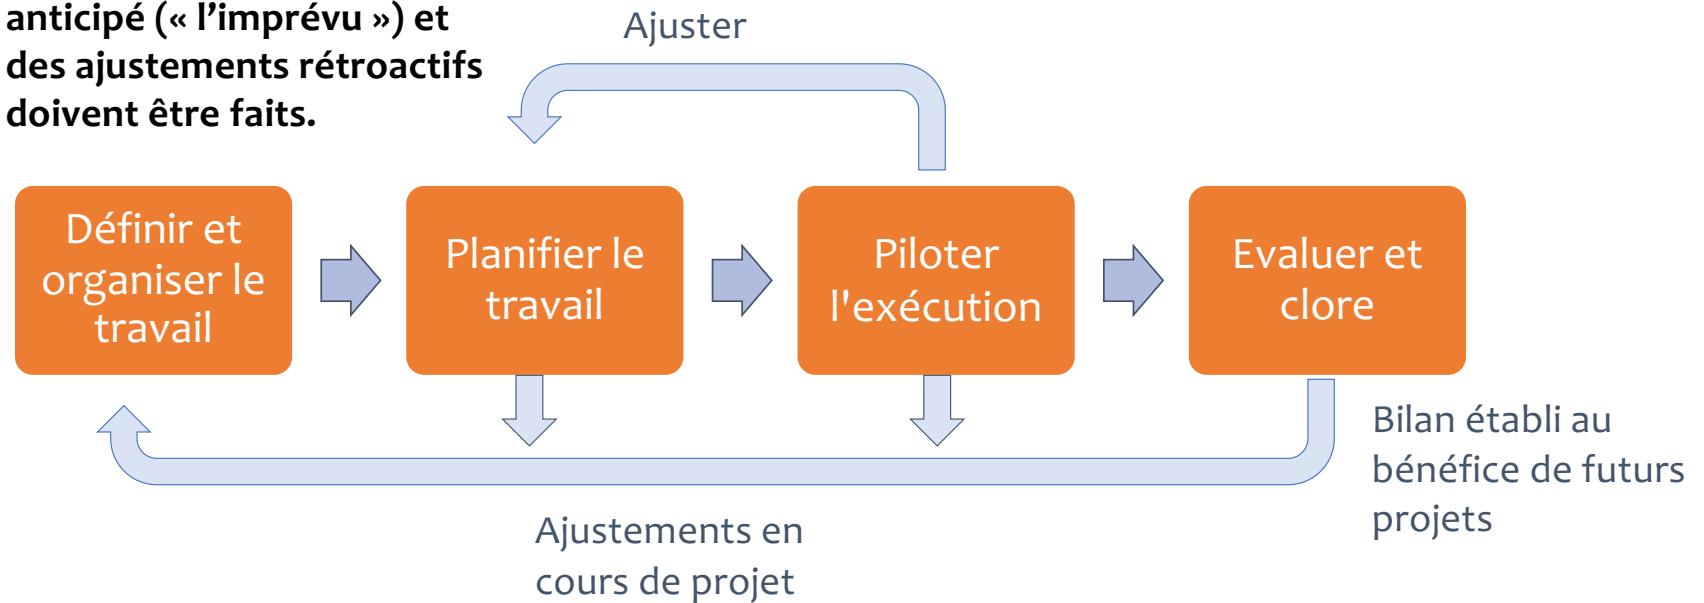 anticipé (« l’imprévu ») et
des ajustements rétroactifs
doivent être faits.
Ajuster
Définir et
organiser le
travail
Planifier le
travail
Piloter
l'exécution
Evaluer et
clore
Bilan établi au
bénéfice de futurs
projets
Ajustements en
cours de projet